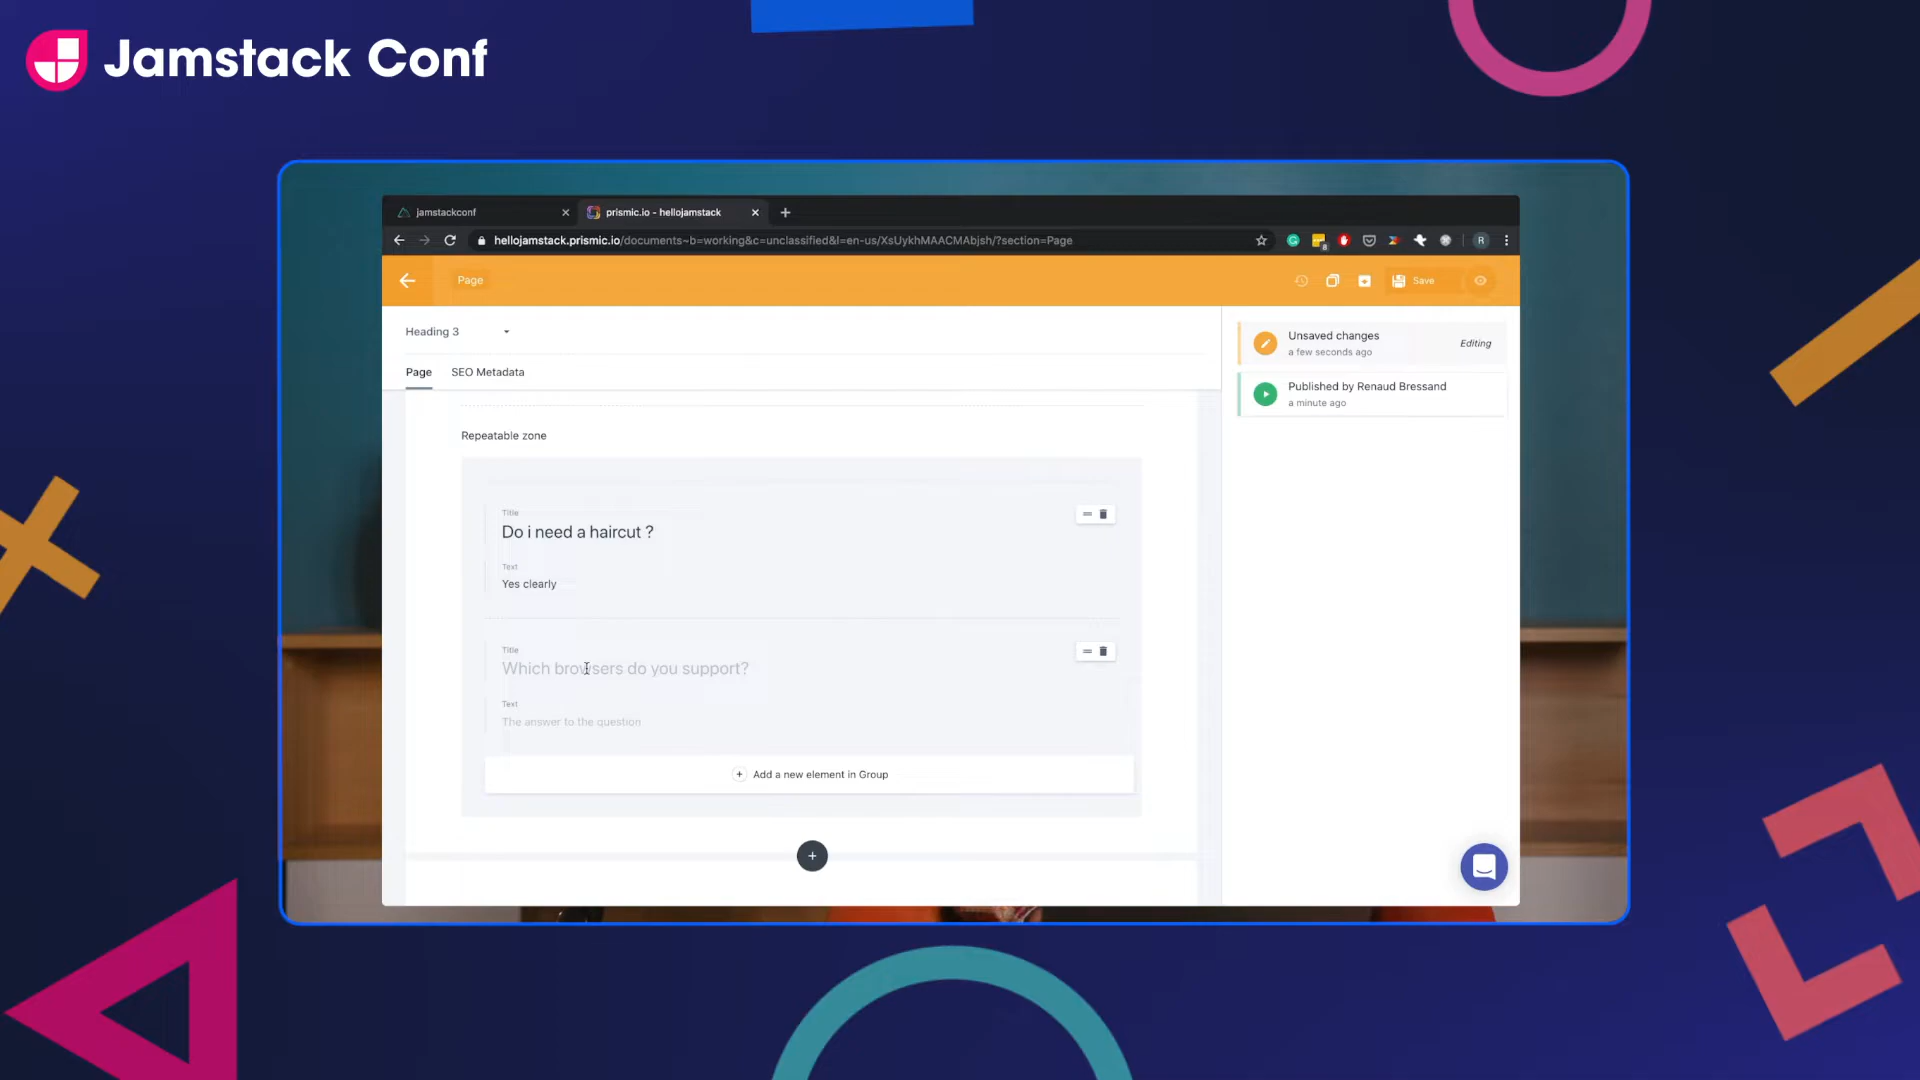 Jamstack Conf
jamstackconf
prismic.io - hellojamstack
hellojamstack.prismic.io/documents~b=working&c=unclassified&l=en-us/XsUykhMAACMAbjsh/?section=Page
8
R
Page
Save
Heading 3
Unsaved changes
a few seconds ago
Editing
Page SEO Metadata
Published by Renaud Bressand
a minute ago
Repeatable zone
Title
Do i need a haircut ?
Text
Yes clearly
Title
Which browsers do you support?
Text
The answer to the question
Add a new element in Group